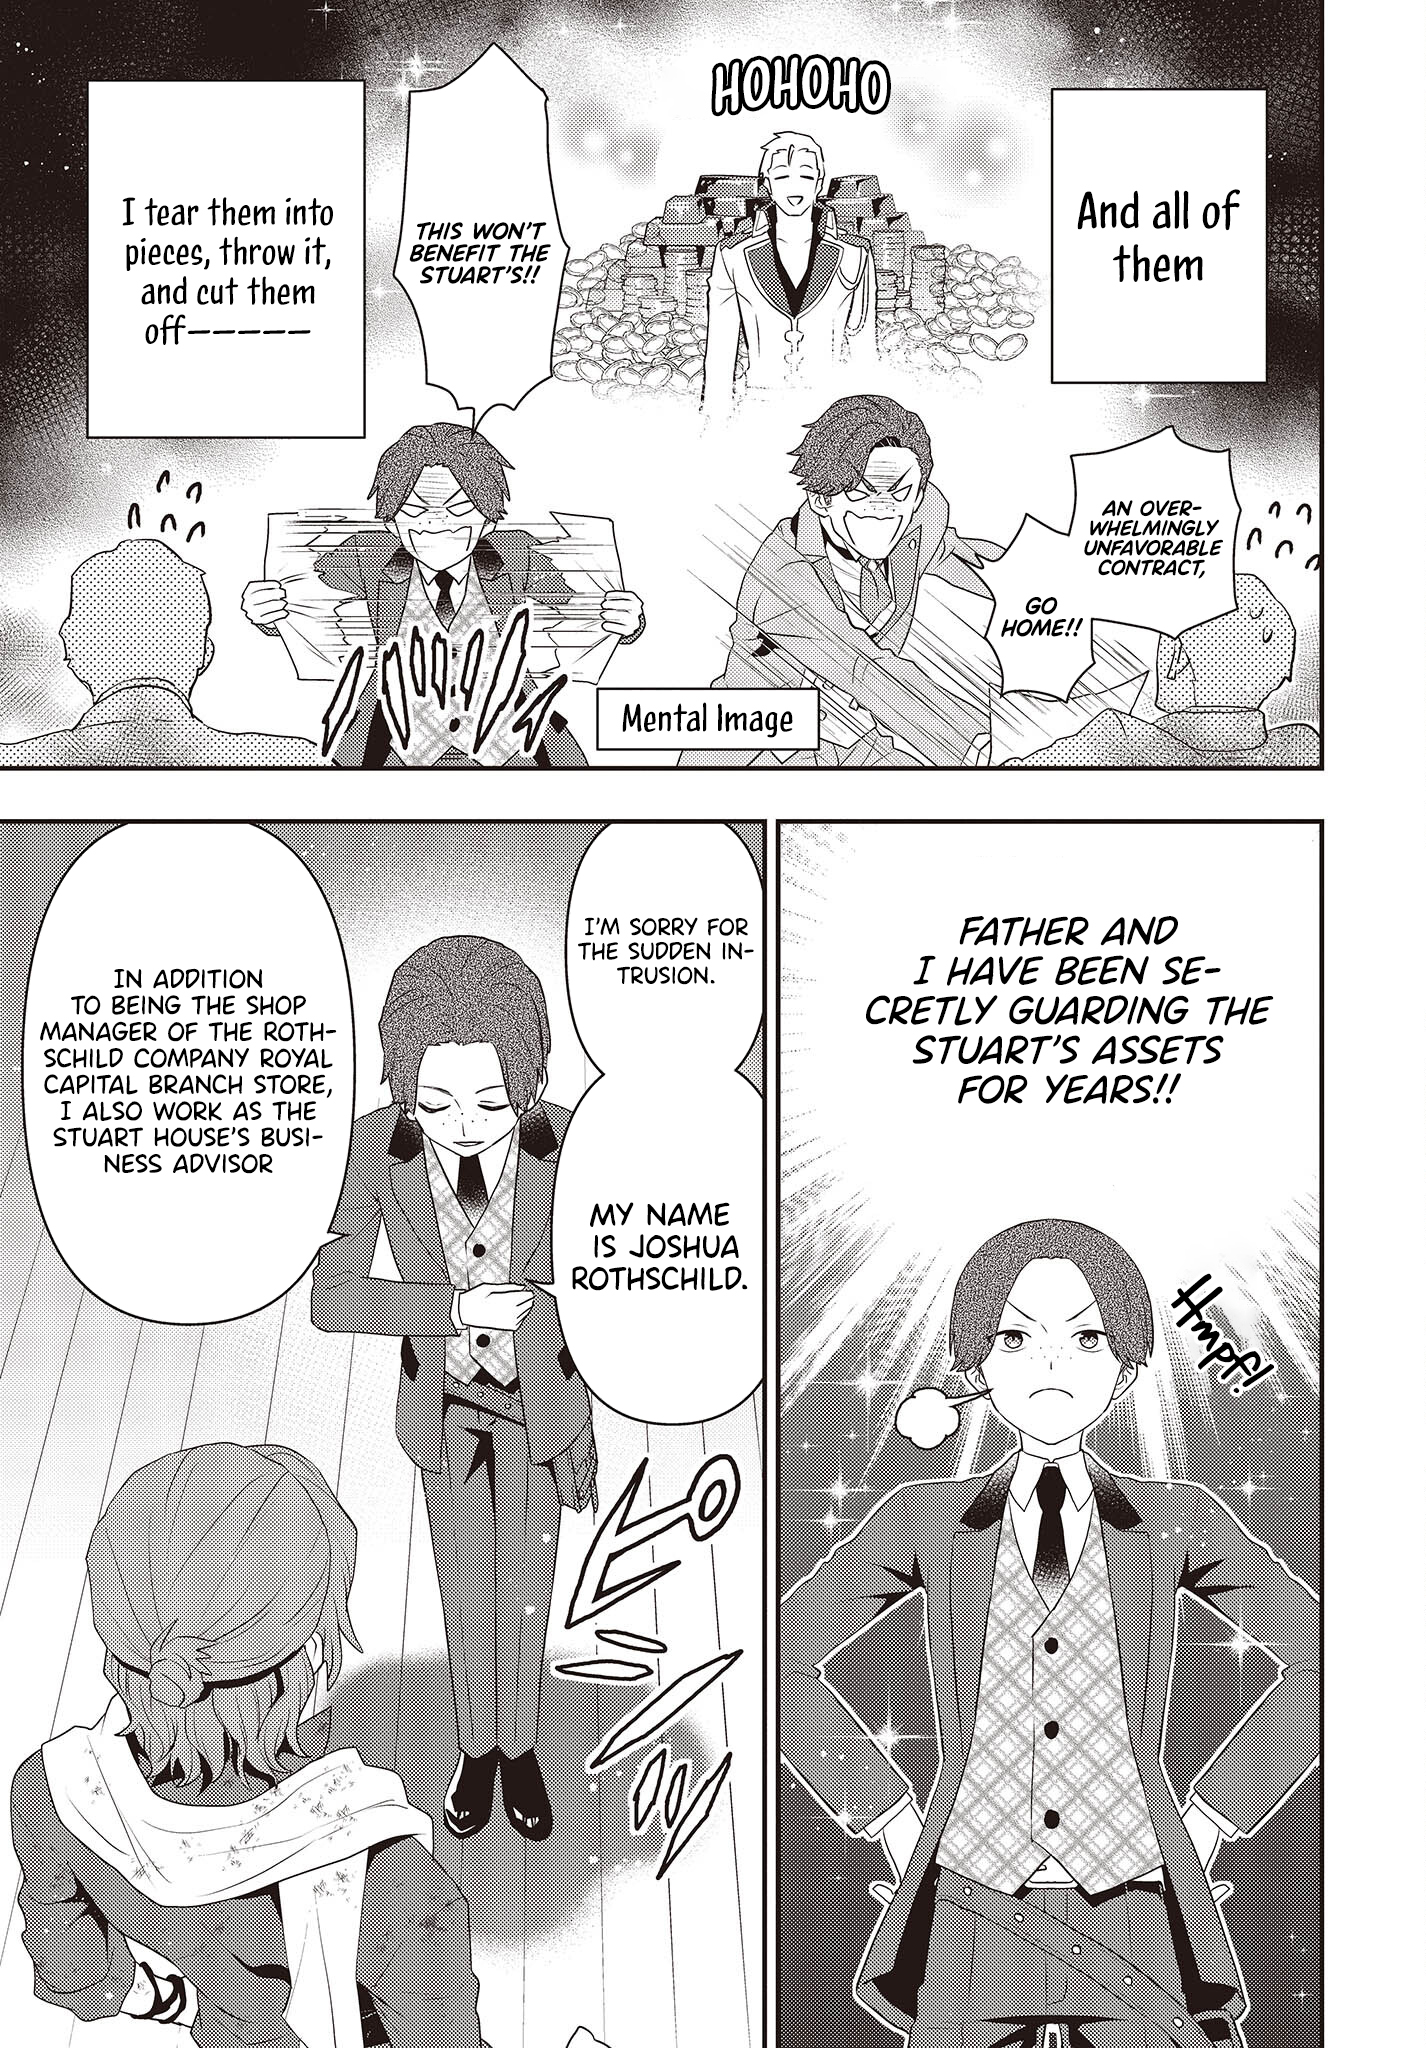 And all of
them
HOHOHO
AN OVER-
WHELMINGLY
UNFAVORABLE
CONTRACT,
GO
HOME!!
THIS WON'T
BENEFIT THE
STUART'S!!
I tear them into
pieces, throw it,
and cut them
off-----
Mental Image
FATHER AND
I HAVE BEEN SE-
CRETLY GUARDING THE
STUART'S ASSETS
FOR YEARS!!
Hmpf!
I'M SORRY FOR
THE SUDDEN IN-
TRUSION.
MY NAME
IS JOSHUA
ROTHSCHILD.
IN ADDITION
TO BEING THE SHOP
MANAGER OF THE ROTH-
SCHILD COMPANY ROYAL
CAPITAL BRANCH STORE,
I ALSO WORK AS THE
STUART HOUSE'S BUSI-
NESS ADVISOR